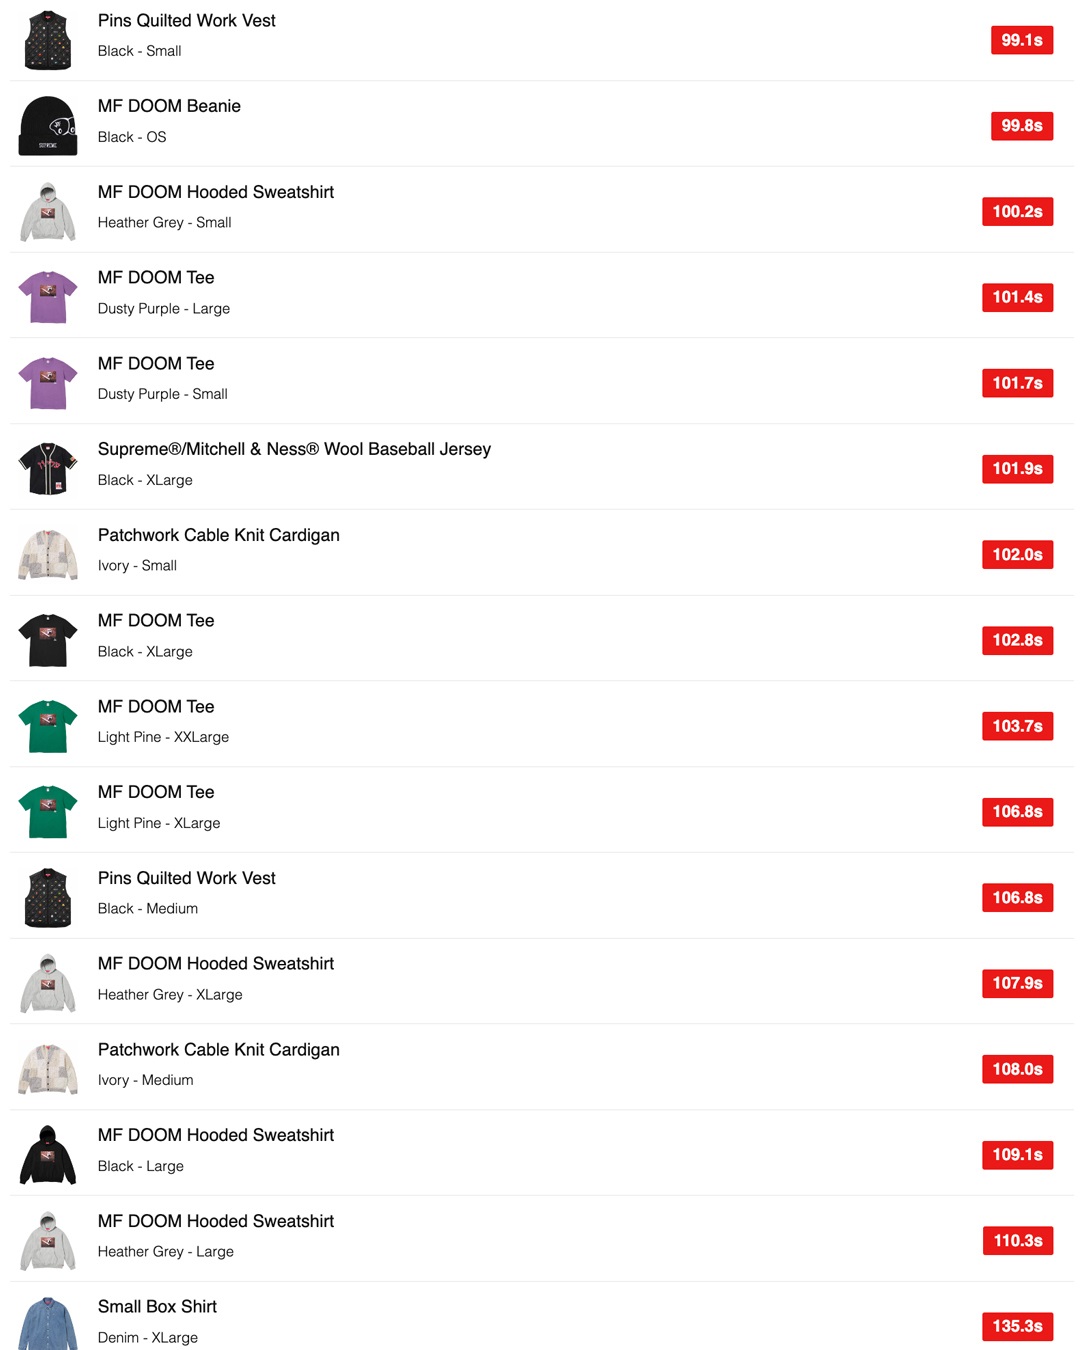 Pins Quilted Work Vest
Black - Small
99.1s
MF DOOM Beanie
Black - OS
99.8s
SUPREME
MF DOOM Hooded Sweatshirt
Heather Grey - Small
100.2s
MF DOOM Tee
Dusty Purple - Large
101.4s
MF DOOM Tee
Dusty Purple - Small
101.7s
Supreme®/Mitchell & Ness® Wool Baseball Jersey
Black - XLarge
101.9s
Patchwork Cable Knit Cardigan
Ivory - Small
102.0s
MF DOOM Tee
Black - XLarge
102.8s
MF DOOM Tee
Light Pine - XXLarge
103.7s
MF DOOM Tee
Light Pine - XLarge
106.8s
Pins Quilted Work Vest
Black - Medium
106.8s
MF DOOM Hooded Sweatshirt
Heather Grey - XLarge
107.9s
Patchwork Cable Knit Cardigan
Ivory - Medium
108.0s
MF DOOM Hooded Sweatshirt
Black - Large
109.1s
MF DOOM Hooded Sweatshirt
Heather Grey - Large
110.3s
Small Box Shirt
Denim - XLarge
135.3s